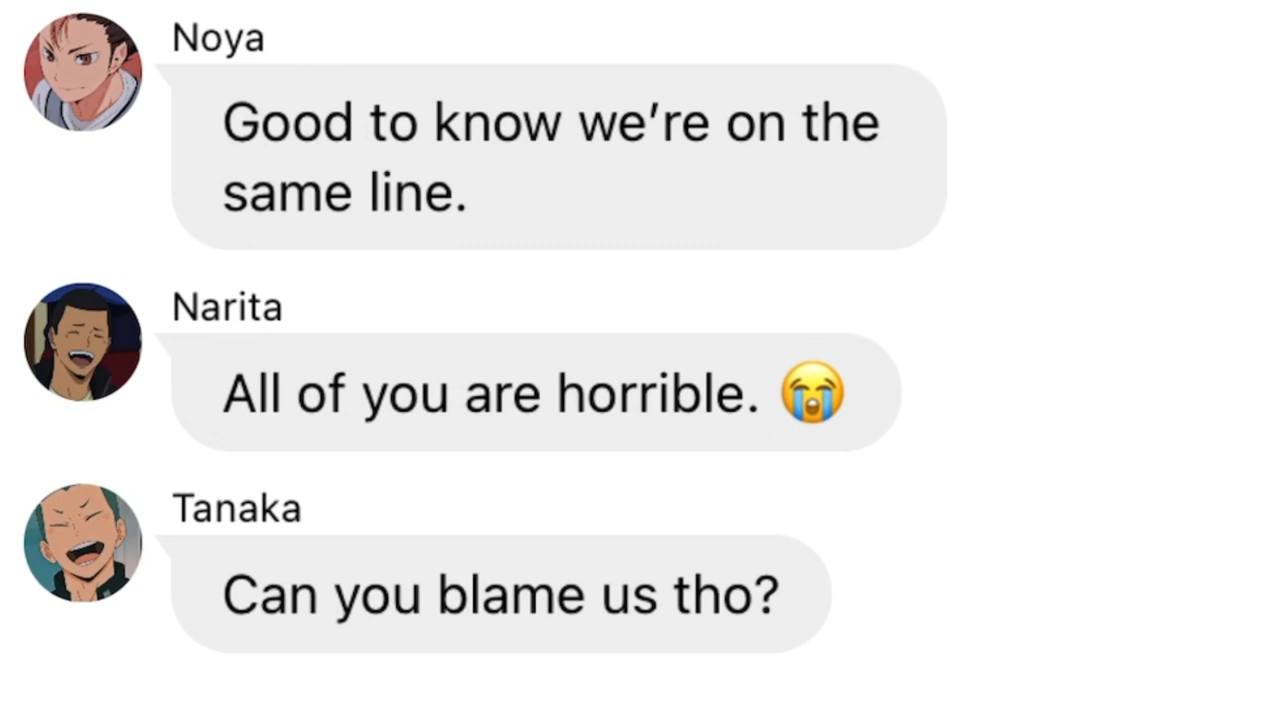 Noya
Good to know we’re on the
same line.
Narita
All of you are horrible. 😭
Tanaka
Can you blame us tho?